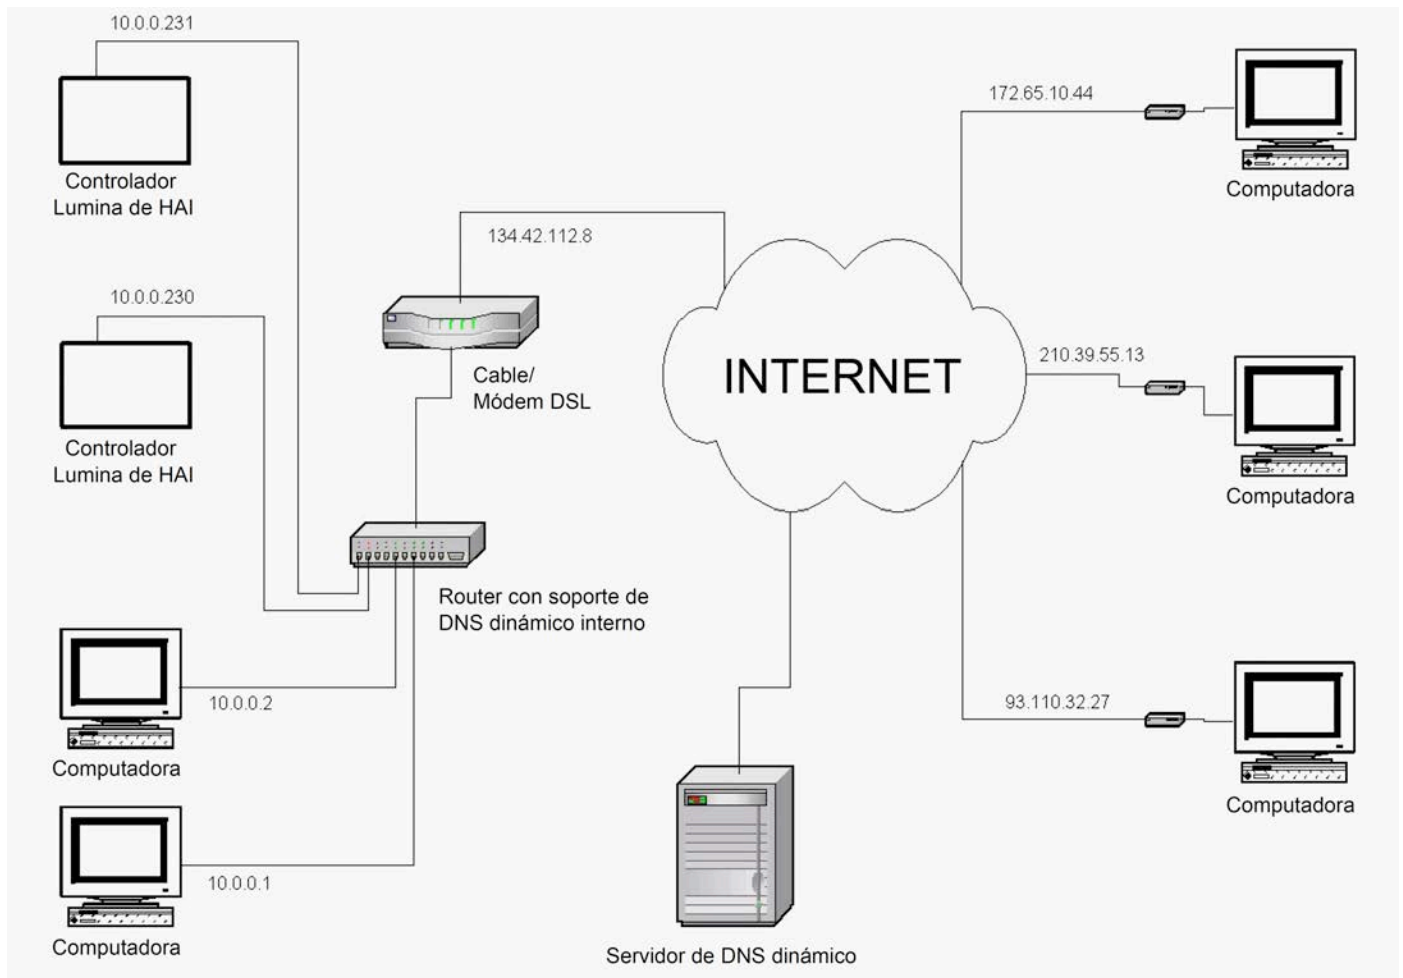 10.0.0.231
Controlador
Lumina de HAI
10.0.0.230
Controlador
Lumina de HAI
134.42.112.8
Cable/
Módem DSL
Router con soporte de
DNS dinámico interno
10.0.0.2
Computadora
10.0.0.1
Computadora
INTERNET
Servidor de DNS dinámico
172.65.10.44
Computadora
210.39.55.13
Computadora
93.110.32.27
Computadora